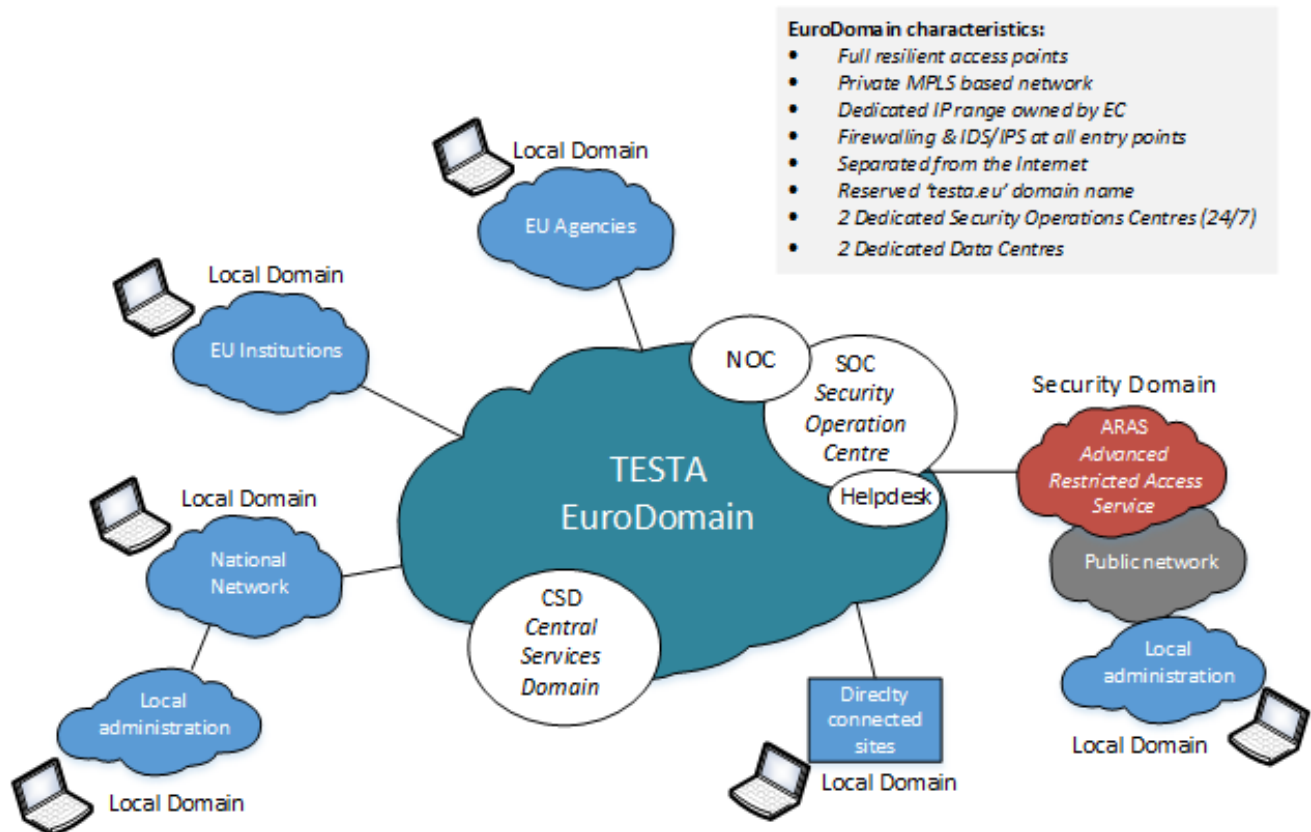 EuroDomain characteristics:
• Full resilient access points
• Private MPLS based network
• Dedicated IP range owned by EC
• Firewalling & IDS/IPS at all entry points
• Separated from the Internet
• Reserved 'testa.eu' domain name
• 2 Dedicated Security Operations Centres (24/7)
• 2 Dedicated Data Centres
Local Domain
EU Agencies
Local Domain
EU Institutions
NOC
SOC
Security
Operation
Centre
Helpdesk
Security Domain
ARAS
Advanced
Restricted Access
Service
Public network
Local
administration
Local Domain
TESTA
EuroDomain
Local Domain
National
Network
CSD
Central
Services
Domain
Local
administration
Local Domain
Direclty
connected
sites
Local Domain